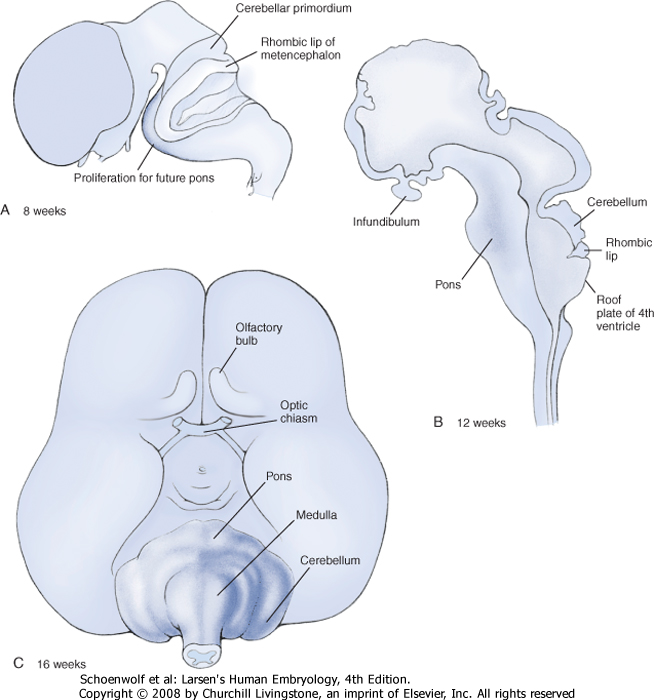 Cerebellar primordium
Rhombic lip of
metencephalon
Proliferation for future pons
A 8 weeks
Infundibulum
Cerebellum
Rhombic
lip
Pons
Roof
plate of 4th
ventricle
B 12 weeks
Olfactory
bulb
Optic
chiasm
Pons
Medulla
Cerebellum
C 16 weeks
Schoenwolf et al: Larsen's Human Embryology, 4th Edition.
Copyright © 2008 by Churchill Livingstone, an imprint of Elsevier, Inc. All rights reserved